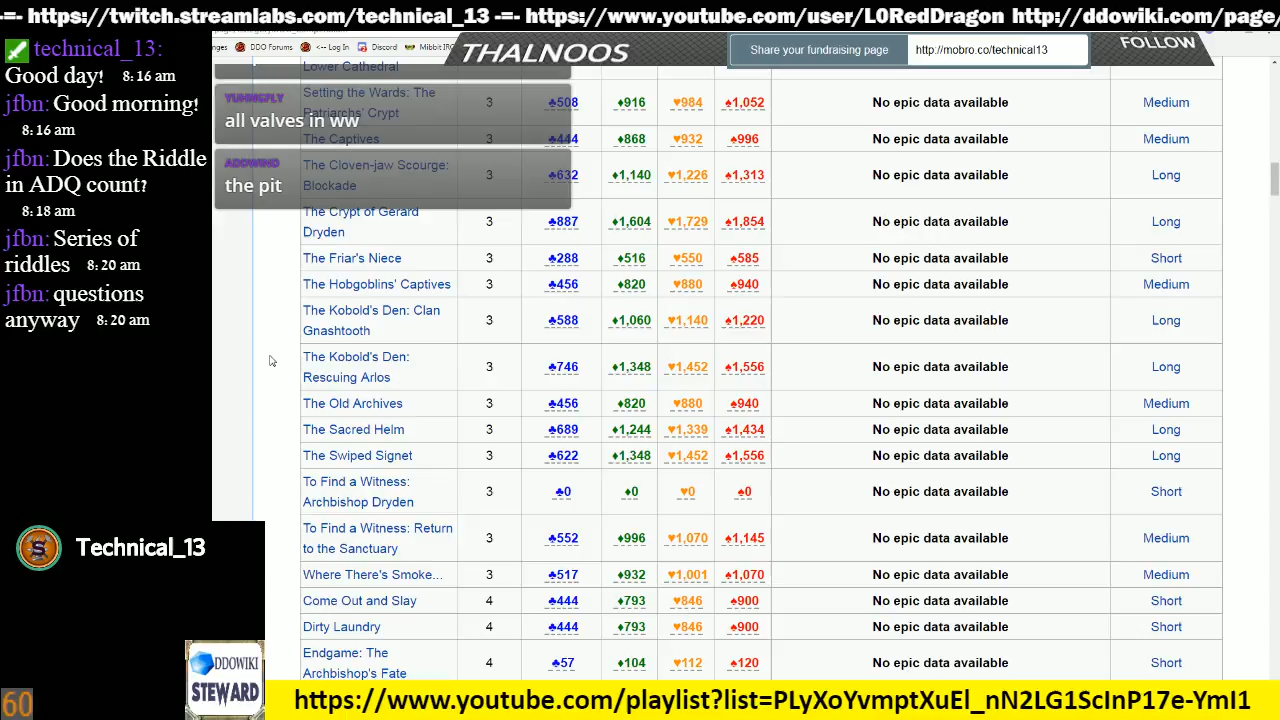 -=- https://twitch.streamlabs.com/technical_13 -=- https://www.youtube.com/user/L0RedDragon http://ddowiki.com/page/
technical_13:
Good day! 8:16 am
jfbn: Good morning!
8:16 am
jfbn: Does the Riddle
in ADQ count?
8:18 am
jfbn: Series of
riddles 8:20 am
jfbn: questions
anyway 8:20 am
nges DDO Forums <-- Log In Discord Mibbit IR
THALNOOS
Share your fundraising page http://mobro.co/technical13
FOLLOW
YUHNGFLY
all valves in ww
ADDWIND
the pit
Lower Cathedral
Setting the Wards: The
Patriarchs' Crypt 3 ♣508 ♦916 ♥984 ♠1,052 No epic data available Medium
The Captives 3 ♣444 ♦868 ♥932 ♠996 No epic data available Medium
The Cloven-jaw Scourge:
Blockade 3 ♣632 ♦1,140 ♥1,226 ♠1,313 No epic data available Long
The Crypt of Gerard
Dryden 3 ♣887 ♦1,604 ♥1,729 ♠1,854 No epic data available Long
The Friar's Niece 3 ♣288 ♦516 ♥550 ♠585 No epic data available Short
The Hobgoblins' Captives 3 ♣456 ♦820 ♥880 ♠940 No epic data available Medium
The Kobold's Den: Clan
Gnashtooth 3 ♣588 ♦1,060 ♥1,140 ♠1,220 No epic data available Long
The Kobold's Den:
Rescuing Arlos 3 ♣746 ♦1,348 ♥1,452 ♠1,556 No epic data available Long
The Old Archives 3 ♣456 ♦820 ♥880 ♠940 No epic data available Medium
The Sacred Helm 3 ♣689 ♦1,244 ♥1,339 ♠1,434 No epic data available Long
The Swiped Signet 3 ♣622 ♦1,348 ♥1,452 ♠1,556 No epic data available Long
To Find a Witness:
Archbishop Dryden 3 ♣0 ♦0 ♥0 ♠0 No epic data available Short
To Find a Witness: Return
to the Sanctuary 3 ♣552 ♦996 ♥1,070 ♠1,145 No epic data available Medium
Where There's Smoke... 3 ♣517 ♦932 ♥1,001 ♠1,070 No epic data available Medium
Come Out and Slay 4 ♣444 ♦793 ♥846 ♠900 No epic data available Short
Dirty Laundry 4 ♣444 ♦793 ♥846 ♠900 No epic data available Short
Endgame: The
Archbishop's Fate 4 ♣57 ♦104 ♥112 ♠120 No epic data available Short
S
Technical_13
DDOWIKI
STEWARD
60
https://www.youtube.com/playlist?list=PLyXoYvmptXuEl_nN2LG1ScInP17e-YmI1